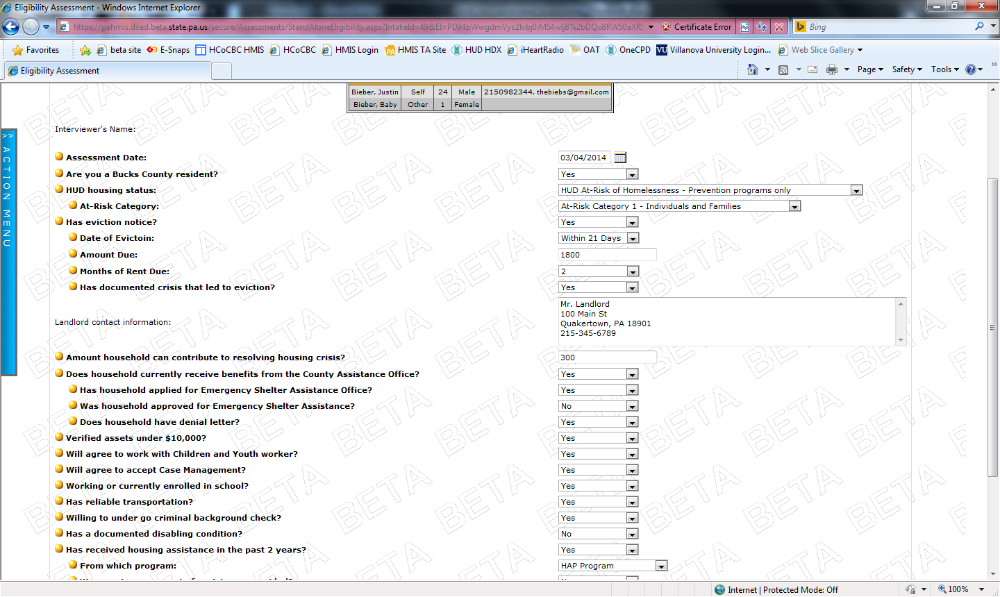 Eligibility Assessment - Windows Internet Explorer
https://pahmis.dced.beta.state.pa.us/secure/Assessments/StandAloneEligibility.aspx?IntakeId=49&EI=
Certificate Error
Bing
Favorites
beta site
E-Snaps
HCoCBC HMIS
HCoCBC
HMIS Login
HMIS TA Site
HUD HDX
iHeartRadio
OAT
OneCPD
VU Villanova University Login...
Web Slice Gallery
Eligibility Assessment
Page
Safety
Tools
Bieber, Justin Self 24 Male 2150982344, thebiebs@gmail.com
Bieber, Baby Other 1 Female
>> ACTION MENU
Interviewer's Name:
Assessment Date: 03/04/2014
Are you a Bucks County resident? Yes
HUD housing status: HUD At-Risk of Homelessness - Prevention programs only
At-Risk Category: At-Risk Category 1 - Individuals and Families
Has eviction notice? Yes
Date of Evictoin: Within 21 Days
Amount Due: 1800
Months of Rent Due: 2
Has documented crisis that led to eviction? Yes
Landlord contact information:
Mr. Landlord
100 Main St
Quakertown, PA 18901
215-345-6789
Amount household can contribute to resolving housing crisis? 300
Does household currently receive benefits from the County Assistance Office? Yes
Has household applied for Emergency Shelter Assistance Office? Yes
Was household approved for Emergency Shelter Assistance? No
Does household have denial letter? Yes
Verified assets under $10,000? Yes
Will agree to work with Children and Youth worker? Yes
Will agree to accept Case Management? Yes
Working or currently enrolled in school? Yes
Has reliable transportation? Yes
Willing to under go criminal background check? Yes
Has a documented disabling condition? No
Has received housing assistance in the past 2 years? Yes
From which program: HAP Program
BETA
Internet | Protected Mode: Off
100%